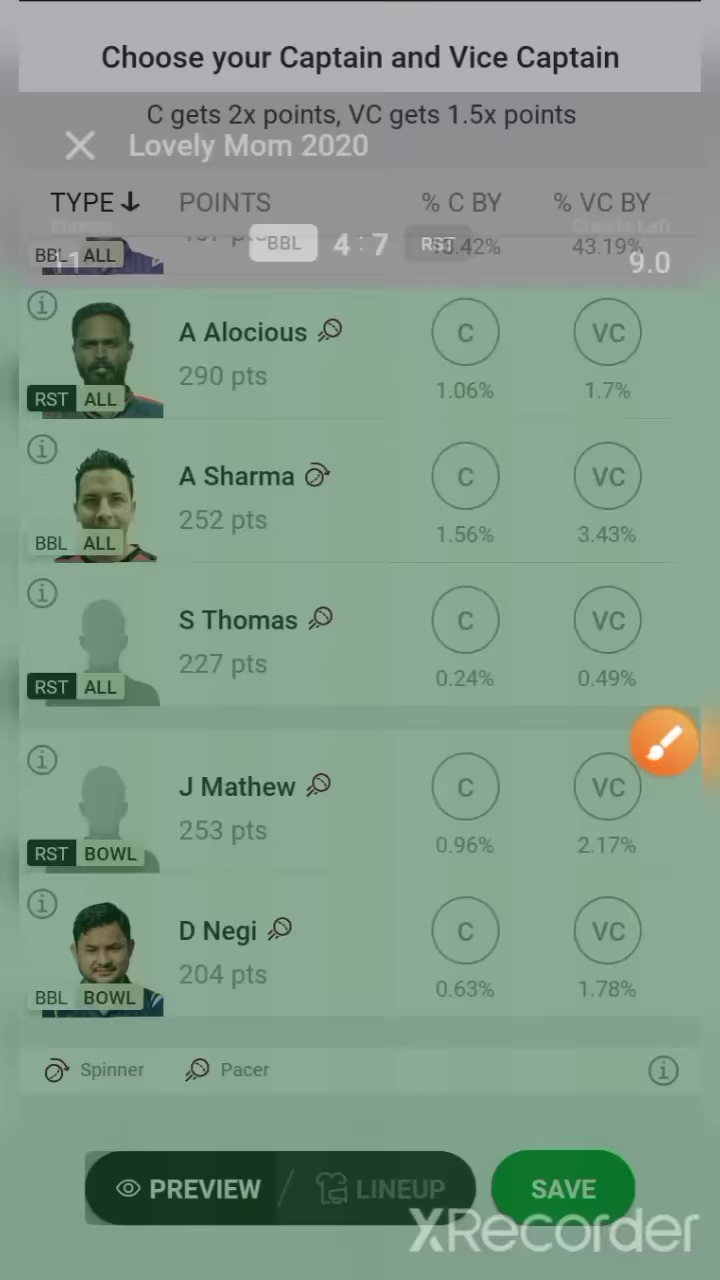 Choose your Captain and Vice Captain
C gets 2x points, VC gets 1.5x points
Lovely Mom 2020
TYPE POINTS % C BY % VC BY
BBL 4 : 7 RST 43.19%
BBL ALL 11 9.0
A Alocious C VC
290 pts 1.06% 1.7%
RST ALL
A Sharma C VC
252 pts 1.56% 3.43%
BBL ALL
S Thomas C VC
227 pts 0.24% 0.49%
RST ALL
J Mathew C VC
253 pts 0.96% 2.17%
RST BOWL
D Negi C VC
204 pts 0.63% 1.78%
BBL BOWL
Spinner Pacer
PREVIEW / LINEUP SAVE
XRecorder